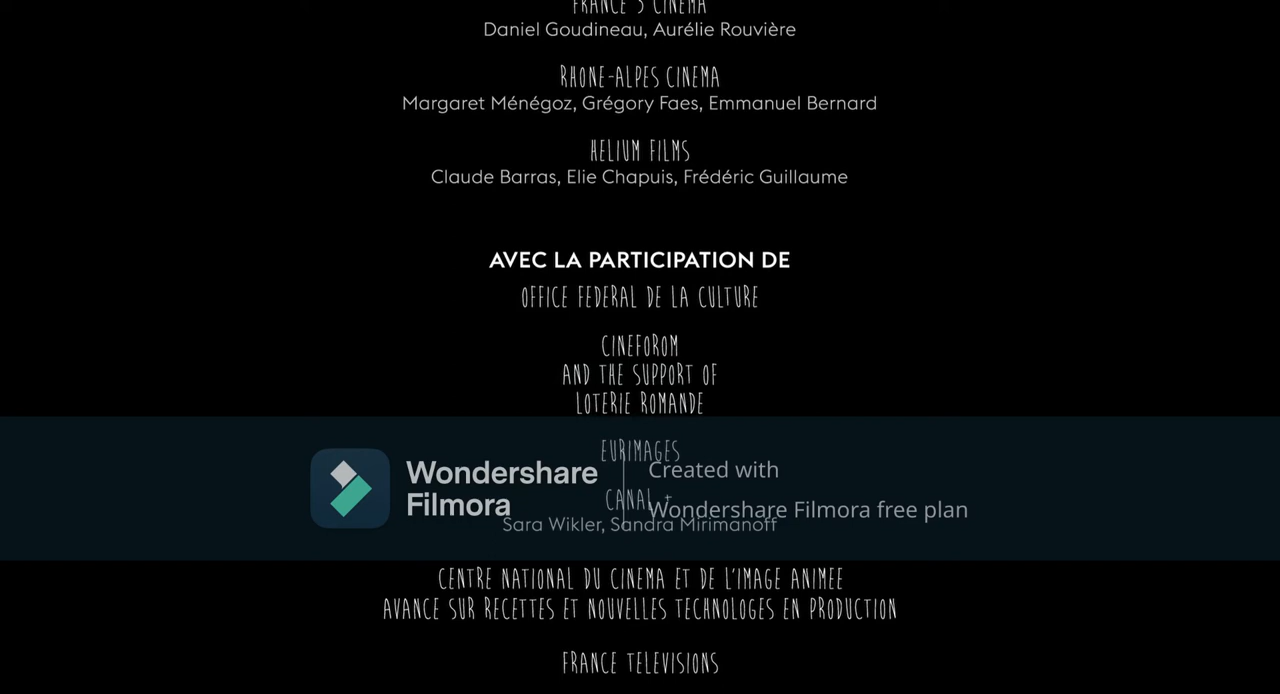 FRANCE 3 CINEMA
Daniel Goudineau, Aurélie Rouvière
RHONE-ALPES CINEMA
Margaret Ménégoz, Grégory Faes, Emmanuel Bernard
HELIUM FILMS
Claude Barras, Elie Chapuis, Frédéric Guillaume
AVEC LA PARTICIPATION DE
OFFICE FEDERAL DE LA CULTURE
CINEFOROM
AND THE SUPPORT OF
LOTERIE ROMANDE
EURIMAGES
Wondershare
Filmora
Created with
Wondershare Filmora free plan
CANAL +
Sara Wikler, Sandra Mirimanoff
CENTRE NATIONAL DU CINEMA ET DE L'IMAGE ANIMEE
AVANCE SUR RECETTES ET NOUVELLES TECHNOLOGES EN PRODUCTION
FRANCE TELEVISIONS